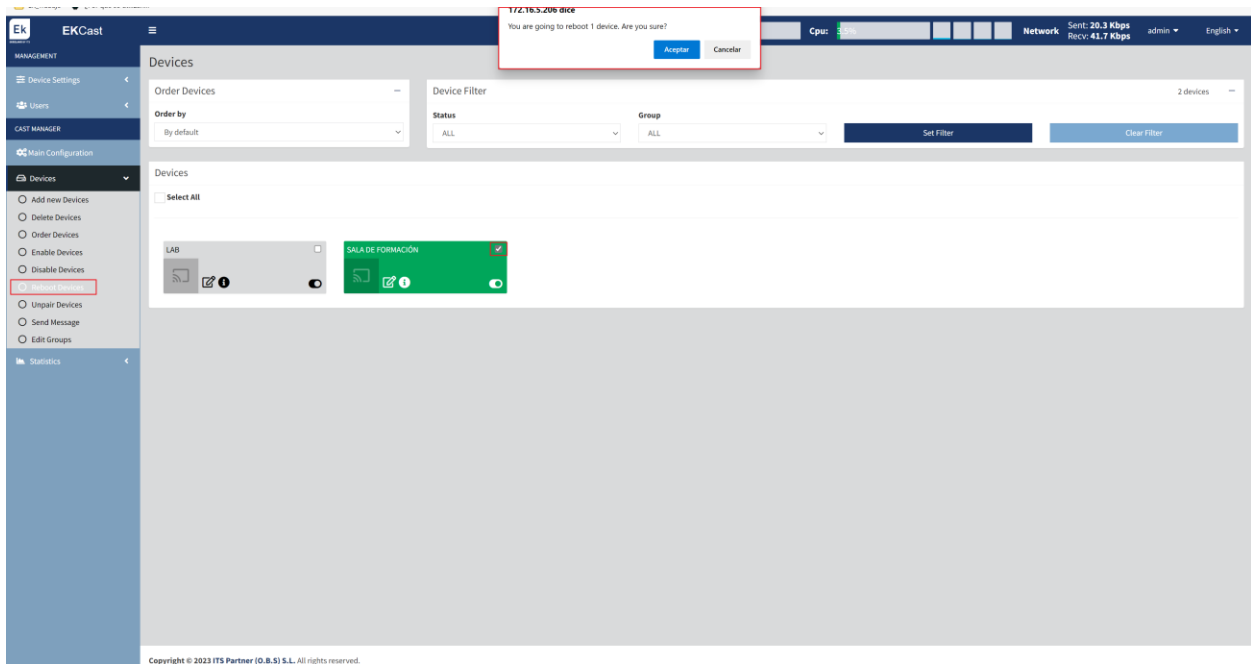 172.16.5.206 dice
You are going to reboot 1 device. Are you sure?
Aceptar Cancelar
Ek EKCast Cpu: 3.5% Network Sent: 20.3 Kbps Recv: 41.7 Kbps admin English
MANAGEMENT
Device Settings
Users
CAST MANAGER
Main Configuration
Devices
Add new Devices
Delete Devices
Order Devices
Enable Devices
Disable Devices
Reboot Devices
Unpair Devices
Send Message
Edit Groups
Statistics
Devices
Order Devices
Order by
By default
Device Filter 2 devices
Status Group
ALL ALL Set Filter Clear Filter
Devices
Select All
LAB SALA DE FORMACIÓN
Copyright © 2023 ITS Partner (O.B.S) S.L. All rights reserved.